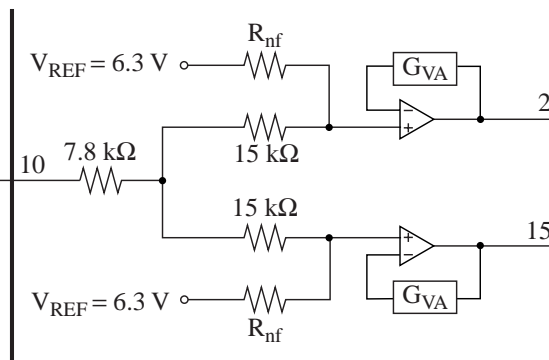 R_nf
V_REF = 6.3 V
G_VA
−
+
2
7.8 kΩ
15 kΩ
10
15 kΩ
15
+
−
V_REF = 6.3 V
G_VA
R_nf